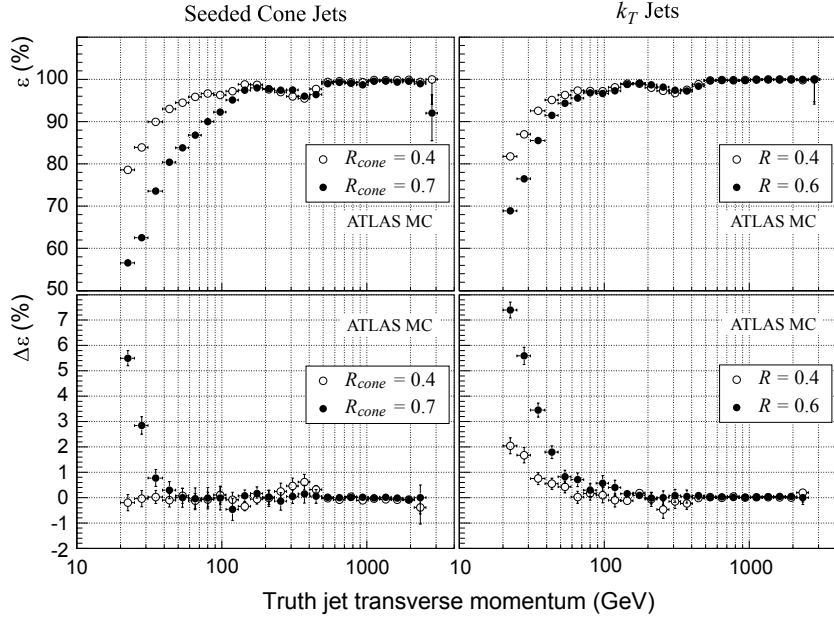 Seeded Cone Jets
k_T Jets
ε (%)
100
90
80
70
60
50
○ R_cone = 0.4
● R_cone = 0.7
ATLAS MC
○ R = 0.4
● R = 0.6
ATLAS MC
Δε (%)
7
6
5
4
3
2
1
0
-1
-2
ATLAS MC
○ R_cone = 0.4
● R_cone = 0.7
ATLAS MC
○ R = 0.4
● R = 0.6
10 100 1000 10 100 1000
Truth jet transverse momentum (GeV)